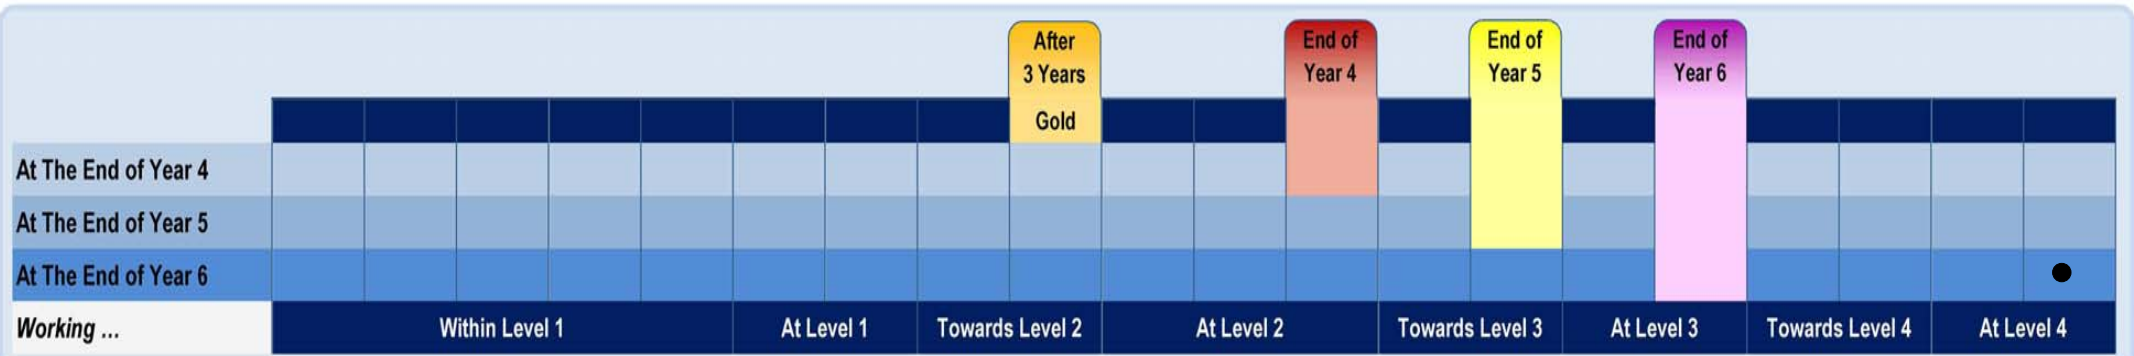 After
3 Years
Gold
End of
Year 4
End of
Year 5
End of
Year 6
At The End of Year 4
At The End of Year 5
At The End of Year 6
Working ... Within Level 1 At Level 1 Towards Level 2 At Level 2 Towards Level 3 At Level 3 Towards Level 4 At Level 4